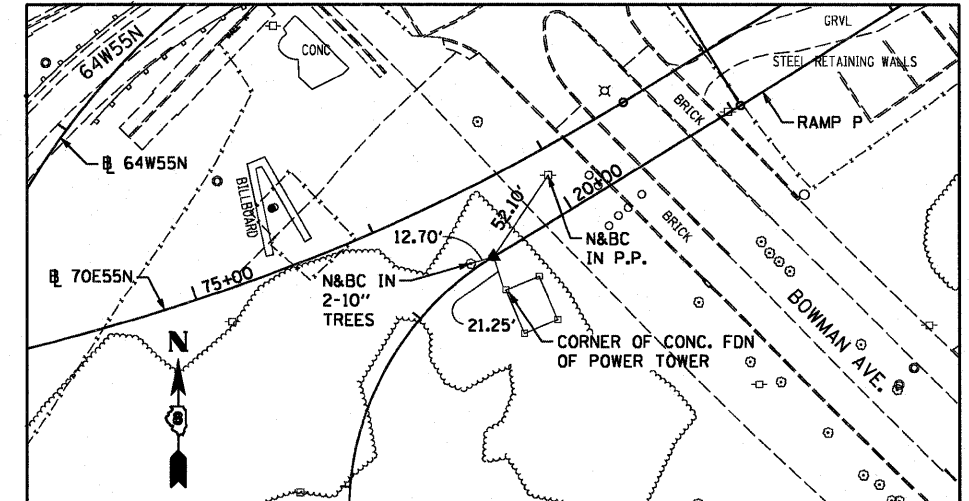 64W55N
CONC
GRVL
STEEL RETAINING WALLS
BRICK
RAMP P
℄ 64W55N
BILLBOARD
52.10'
20+00
12.70'
BRICK
N&BC
IN P.P.
℄ 70E55N
75+00
N&BC IN
2-10"
TREES
21.25'
BOWMAN AVE.
CORNER OF CONC. FDN
OF POWER TOWER
N
8